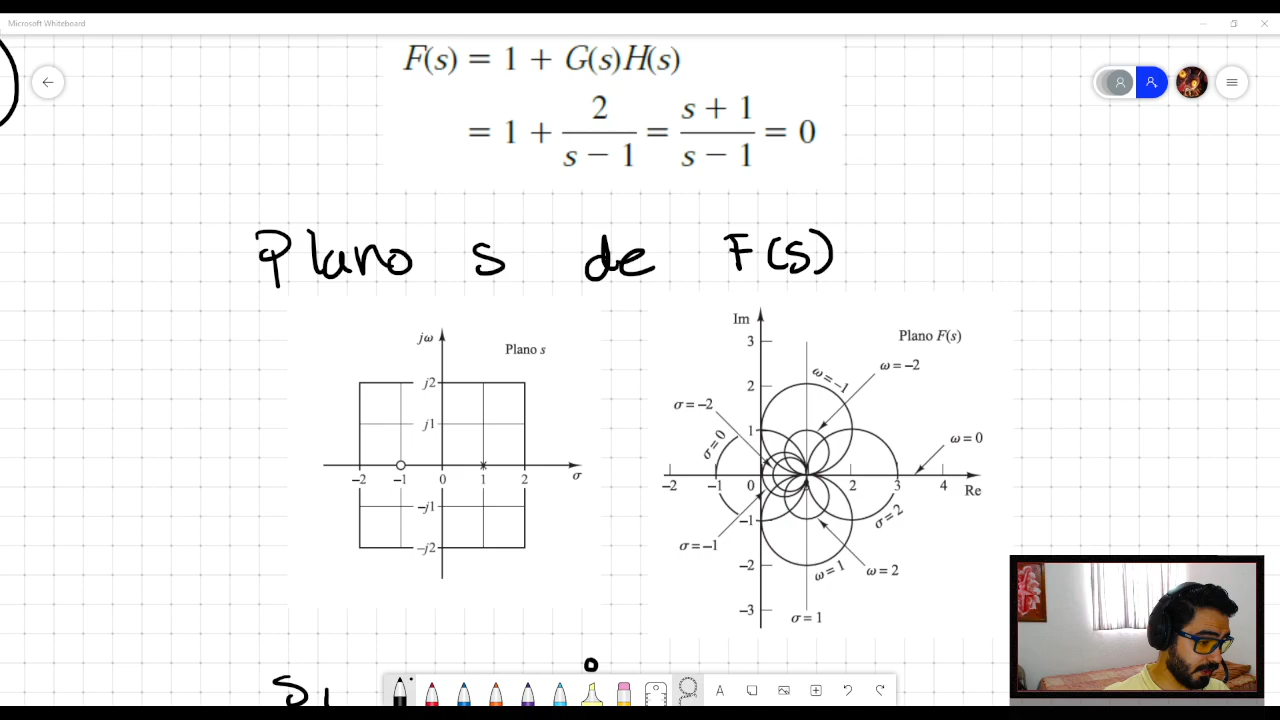 Microsoft Whiteboard
F(s) = 1 + G(s)H(s)
= 1 + 2/(s − 1) = (s + 1)/(s − 1) = 0
Plano s de F(s)
jω
Plano s
j2
j1
−2 −1 0 1 2 σ
−j1
−j2
Im
3
Plano F(s)
ω = −1
ω = −2
2
σ = −2
1
σ = 0
ω = 0
−2 −1 0 2 3 4 Re
−1
σ = 2
σ = −1
−2
ω = 1
ω = 2
−3
σ = 1
A